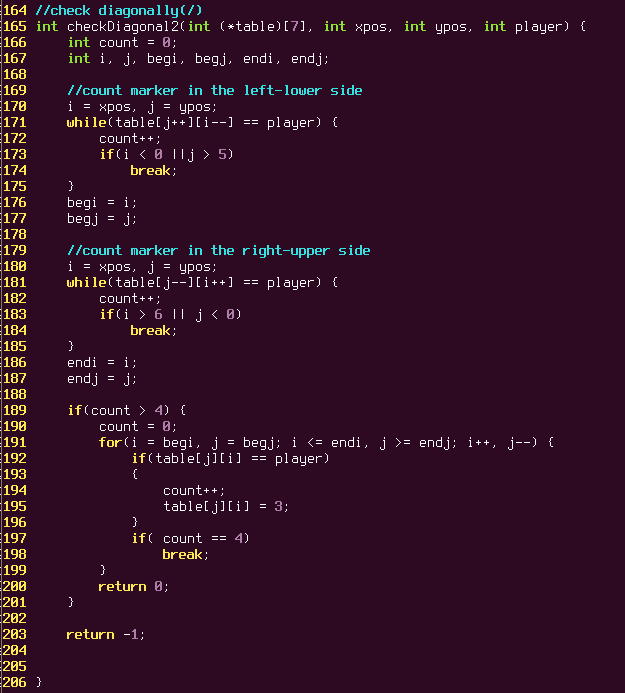 164 //check diagonally(/)
165 int checkDiagonal2(int (*table)[7], int xpos, int ypos, int player) {
166     int count = 0;
167     int i, j, begi, begj, endi, endj;
168
169     //count marker in the left-lower side
170     i = xpos, j = ypos;
171     while(table[j++][i--] == player) {
172         count++;
173         if(i < 0 ||j > 5)
174             break;
175     }
176     begi = i;
177     begj = j;
178
179     //count marker in the right-upper side
180     i = xpos, j = ypos;
181     while(table[j--][i++] == player) {
182         count++;
183         if(i > 6 || j < 0)
184             break;
185     }
186     endi = i;
187     endj = j;
188
189     if(count > 4) {
190         count = 0;
191         for(i = begi, j = begj; i <= endi, j >= endj; i++, j--) {
192             if(table[j][i] == player)
193             {
194                 count++;
195                 table[j][i] = 3;
196             }
197             if( count == 4)
198                 break;
199         }
200         return 0;
201     }
202
203     return -1;
204
205
206 }